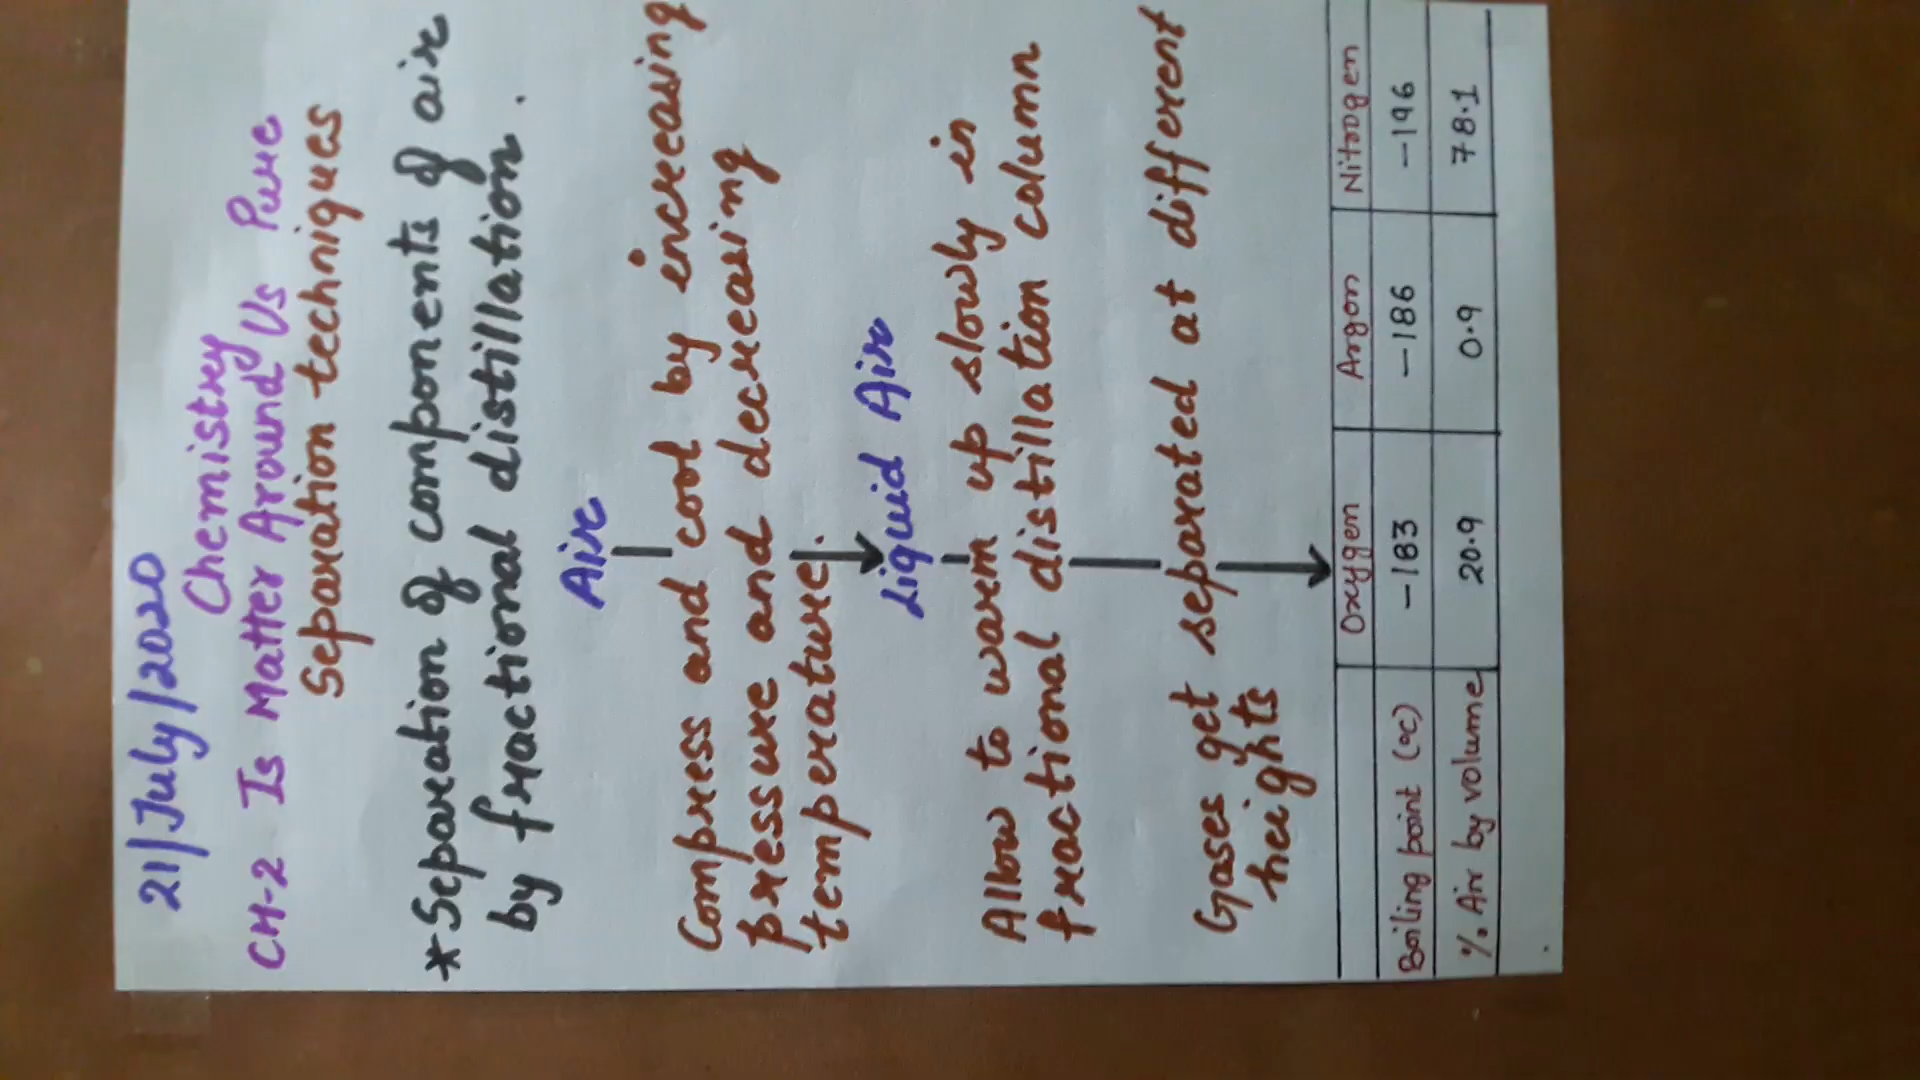 21/July/2020
Chemistry
CH-2 Is Matter Around Us Pure
Separation techniques
*Separation of components of air
by fractional distillation.
Air
Compress and cool by increasing
pressure and decreasing
temperature.
Liquid Air
Allow to warm up slowly in
fractional distillation column
Gases get separated at different
heights
Oxygen Argon Nitrogen
Boiling point (°C) -183 -186 -196
% Air by volume 20.9 0.9 78.1